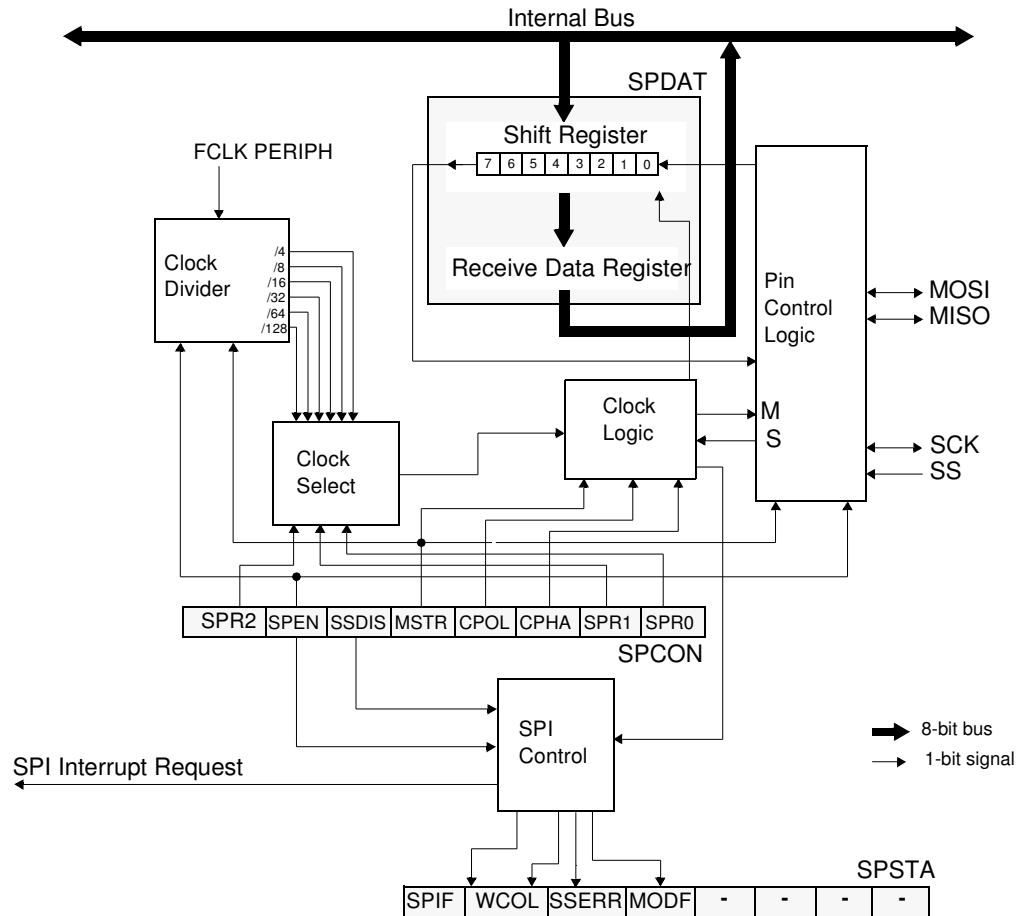 Internal Bus
SPDAT
Shift Register
7 6 5 4 3 2 1 0
FCLK PERIPH
Clock
Divider
/4
/8
/16
/32
/64
/128
Receive Data Register
Pin
Control
Logic
MOSI
MISO
Clock
Logic
M
S
SCK
SS
Clock
Select
SPR2 SPEN SSDIS MSTR CPOL CPHA SPR1 SPR0
SPCON
SPI
Control
8-bit bus
1-bit signal
SPI Interrupt Request
SPSTA
SPIF WCOL SSERR MODF - - - -